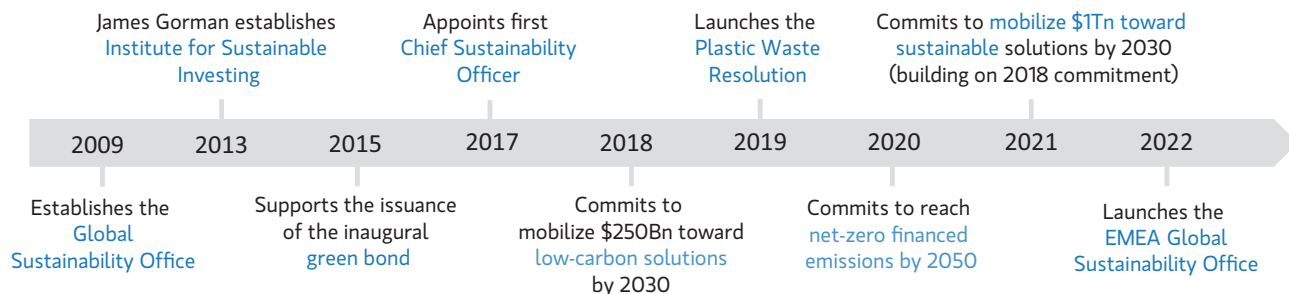 James Gorman establishes
Institute for Sustainable
Investing
Appoints first
Chief Sustainability
Officer
Launches the
Plastic Waste
Resolution
Commits to mobilize $1Tn toward
sustainable solutions by 2030
(building on 2018 commitment)
2009 2013 2015 2017 2018 2019 2020 2021 2022
Establishes the
Global
Sustainability Office
Supports the issuance
of the inaugural
green bond
Commits to
mobilize $250Bn toward
low-carbon solutions
by 2030
Commits to reach
net-zero financed
emissions by 2050
Launches the
EMEA Global
Sustainability Office